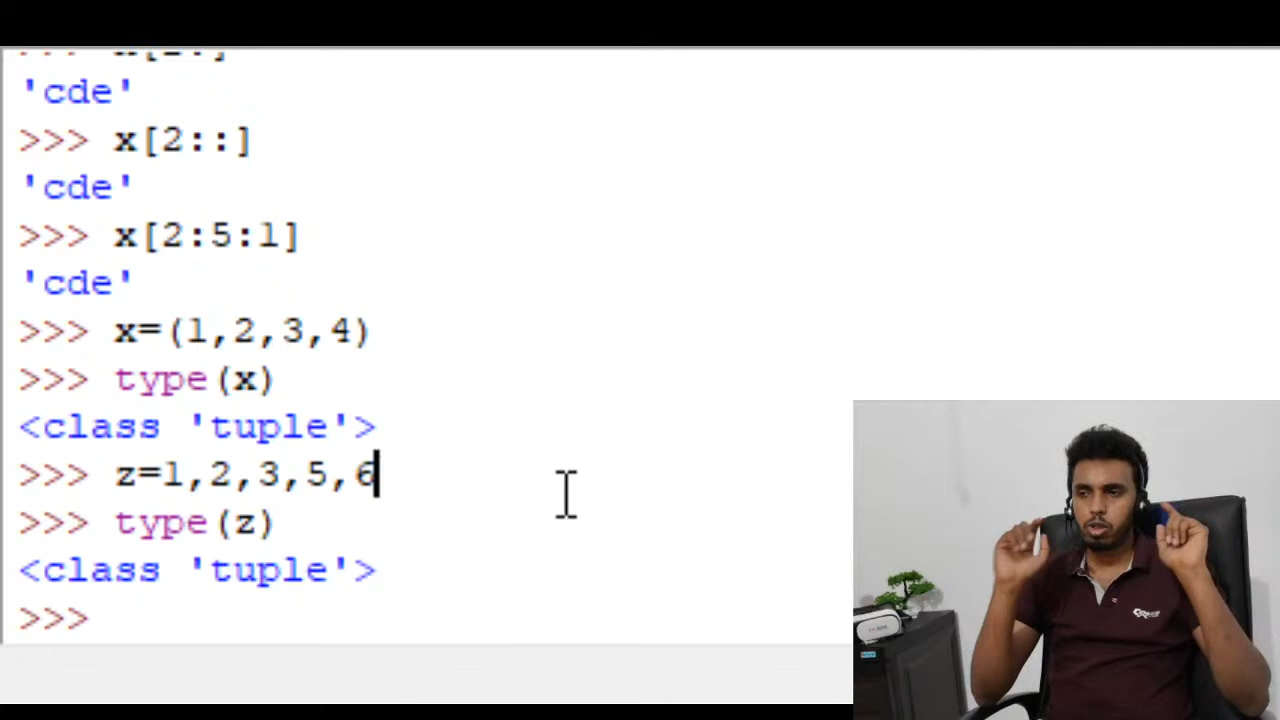 'cde'
>>> x[2::]
'cde'
>>> x[2:5:1]
'cde'
>>> x=(1,2,3,4)
>>> type(x)
<class 'tuple'>
>>> z=1,2,3,5,6
>>> type(z)
<class 'tuple'>
>>>